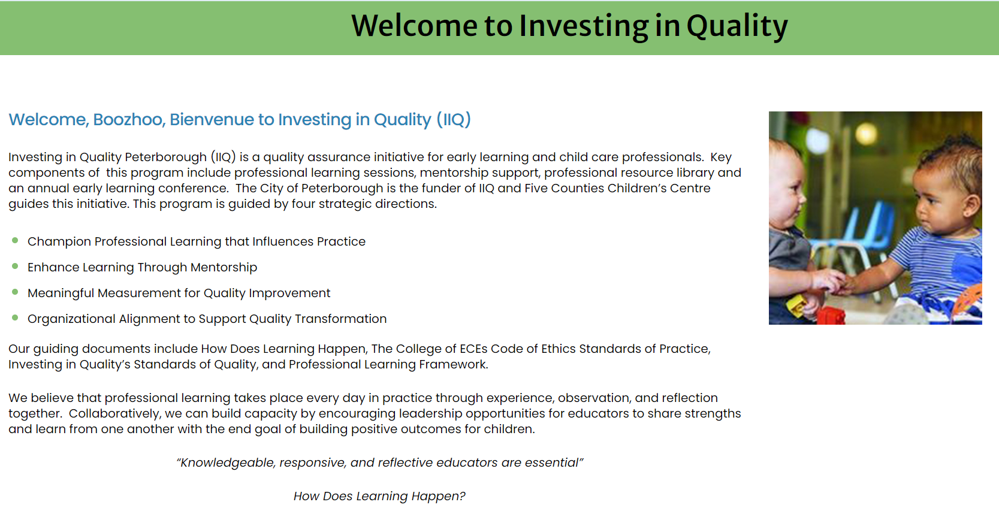 Welcome to Investing in Quality
Welcome, Boozhoo, Bienvenue to Investing in Quality (IIQ)
Investing in Quality Peterborough (IIQ) is a quality assurance initiative for early learning and child care professionals.  Key
components of  this program include professional learning sessions, mentorship support, professional resource library and
an annual early learning conference.  The City of Peterborough is the funder of IIQ and Five Counties Children’s Centre
guides this initiative. This program is guided by four strategic directions.
Champion Professional Learning that Influences Practice
Enhance Learning Through Mentorship
Meaningful Measurement for Quality Improvement
Organizational Alignment to Support Quality Transformation
Our guiding documents include How Does Learning Happen, The College of ECEs Code of Ethics Standards of Practice,
Investing in Quality’s Standards of Quality, and Professional Learning Framework.
We believe that professional learning takes place every day in practice through experience, observation, and reflection
together.  Collaboratively, we can build capacity by encouraging leadership opportunities for educators to share strengths
and learn from one another with the end goal of building positive outcomes for children.
“Knowledgeable, responsive, and reflective educators are essential”
How Does Learning Happen?